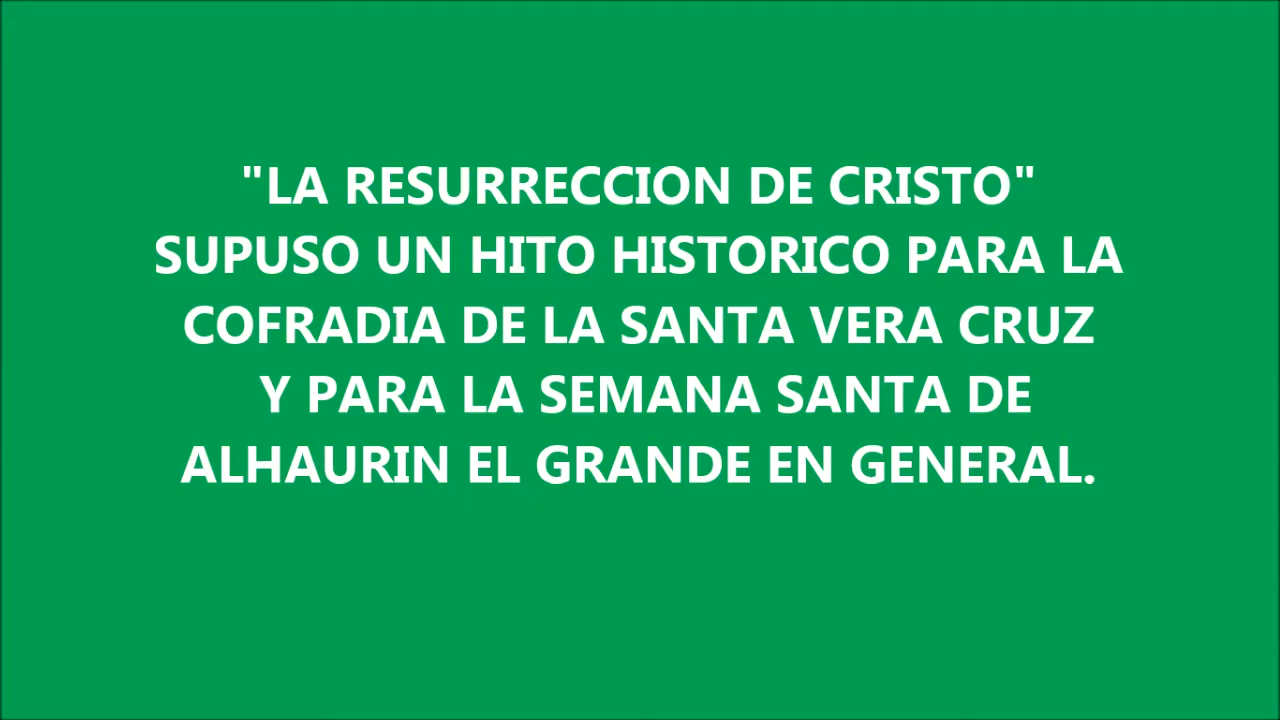 "LA RESURRECCION DE CRISTO"
SUPUSO UN HITO HISTORICO PARA LA
COFRADIA DE LA SANTA VERA CRUZ
Y PARA LA SEMANA SANTA DE
ALHAURIN EL GRANDE EN GENERAL.